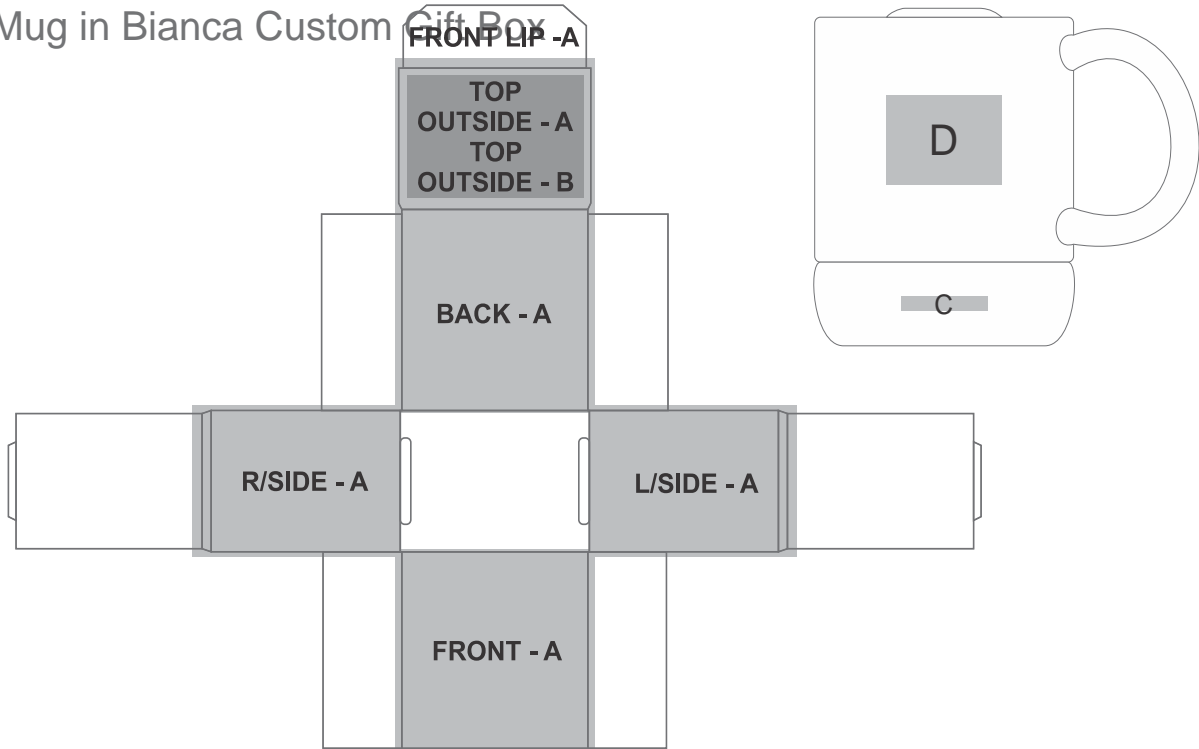 Mug in Bianca Custom Gift Box
FRONT LIP -A
TOP
OUTSIDE - A
TOP
OUTSIDE - B
D
BACK - A
C
R/SIDE - A
L/SIDE - A
FRONT - A